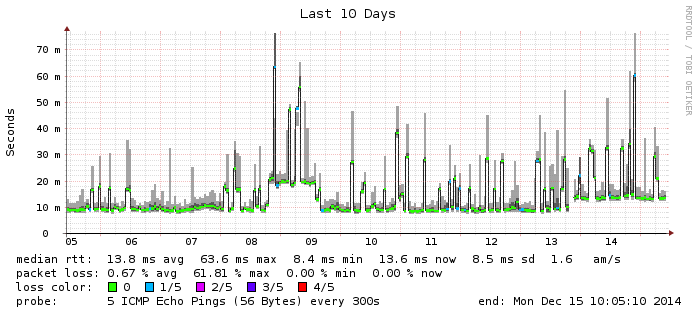 Last 10 Days
RRDTOOL / TOBI OETIKER
Seconds
70 m
60 m
50 m
40 m
30 m
20 m
10 m
0
05 06 07 08 09 10 11 12 13 14
median rtt: 13.8 ms avg 63.6 ms max 8.4 ms min 13.6 ms now 8.5 ms sd 1.6 am/s
packet loss: 0.67 % avg 61.81 % max 0.00 % min 0.00 % now
loss color: 0 1/5 2/5 3/5 4/5
probe: 5 ICMP Echo Pings (56 Bytes) every 300s end: Mon Dec 15 10:05:10 2014